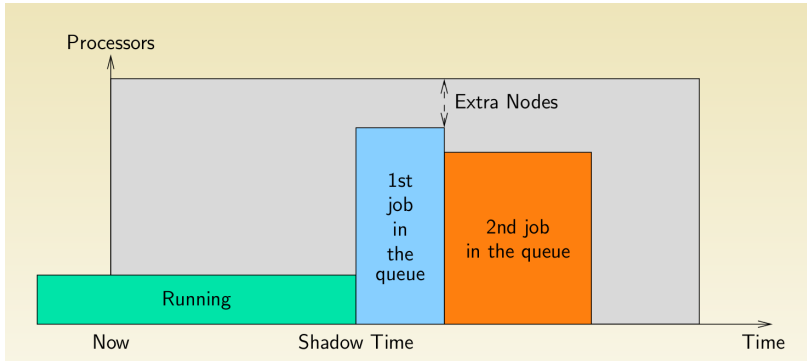 Processors
Extra Nodes
1st
job
in
the
queue
2nd job
in the queue
Running
Now
Shadow Time
Time